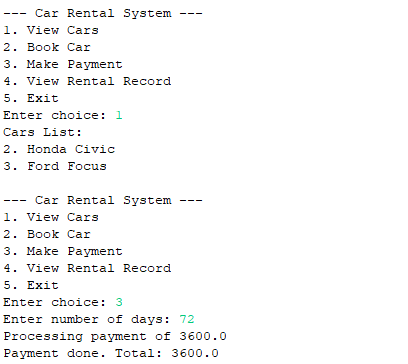 --- Car Rental System ---
1. View Cars
2. Book Car
3. Make Payment
4. View Rental Record
5. Exit
Enter choice: 1
Cars List:
2. Honda Civic
3. Ford Focus

--- Car Rental System ---
1. View Cars
2. Book Car
3. Make Payment
4. View Rental Record
5. Exit
Enter choice: 3
Enter number of days: 72
Processing payment of 3600.0
Payment done. Total: 3600.0